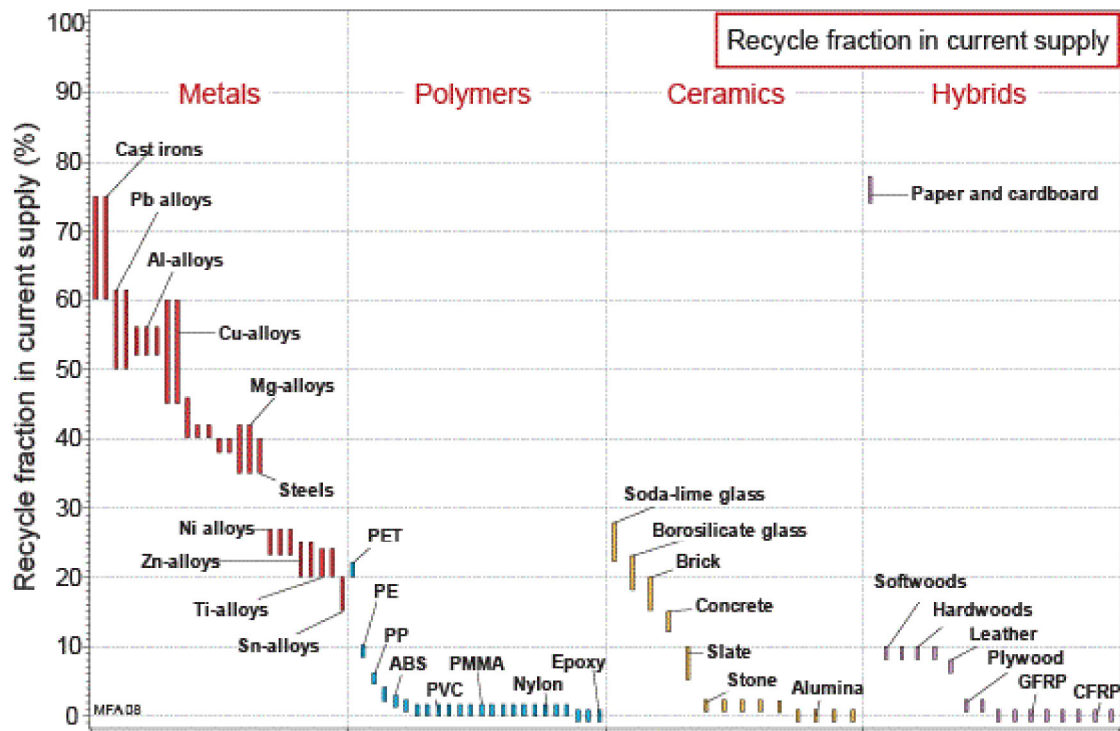 Recycle fraction in current supply
Metals
Polymers
Ceramics
Hybrids
Recycle fraction in current supply (%)
100
90
80
70
60
50
40
30
20
10
0
Cast irons
Pb alloys
Al-alloys
Cu-alloys
Mg-alloys
Steels
Ni alloys
Zn-alloys
Ti-alloys
Sn-alloys
PET
PE
PP
ABS
PVC
PMMA
Nylon
Epoxy
Soda-lime glass
Borosilicate glass
Brick
Concrete
Slate
Stone
Alumina
Paper and cardboard
Softwoods
Hardwoods
Leather
Plywood
GFRP
CFRP
MFA 08